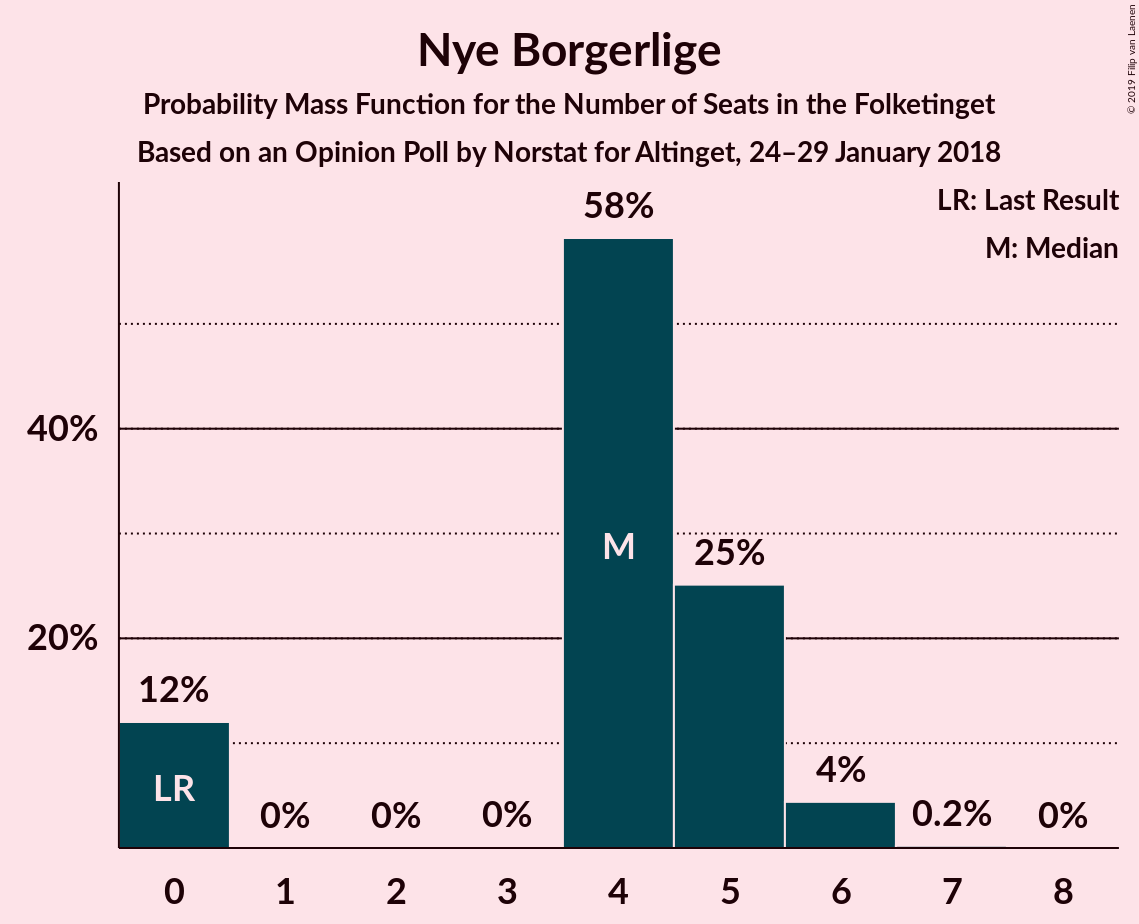 Nye Borgerlige
Probability Mass Function for the Number of Seats in the Folketinget
Based on an Opinion Poll by Norstat for Altinget, 24–29 January 2018
© 2019 Filip van Laenen
LR: Last Result
M: Median
58%
40%
M
25%
20%
12%
LR
0%
0%
0%
4%
0.2%
0%
0 1 2 3 4 5 6 7 8